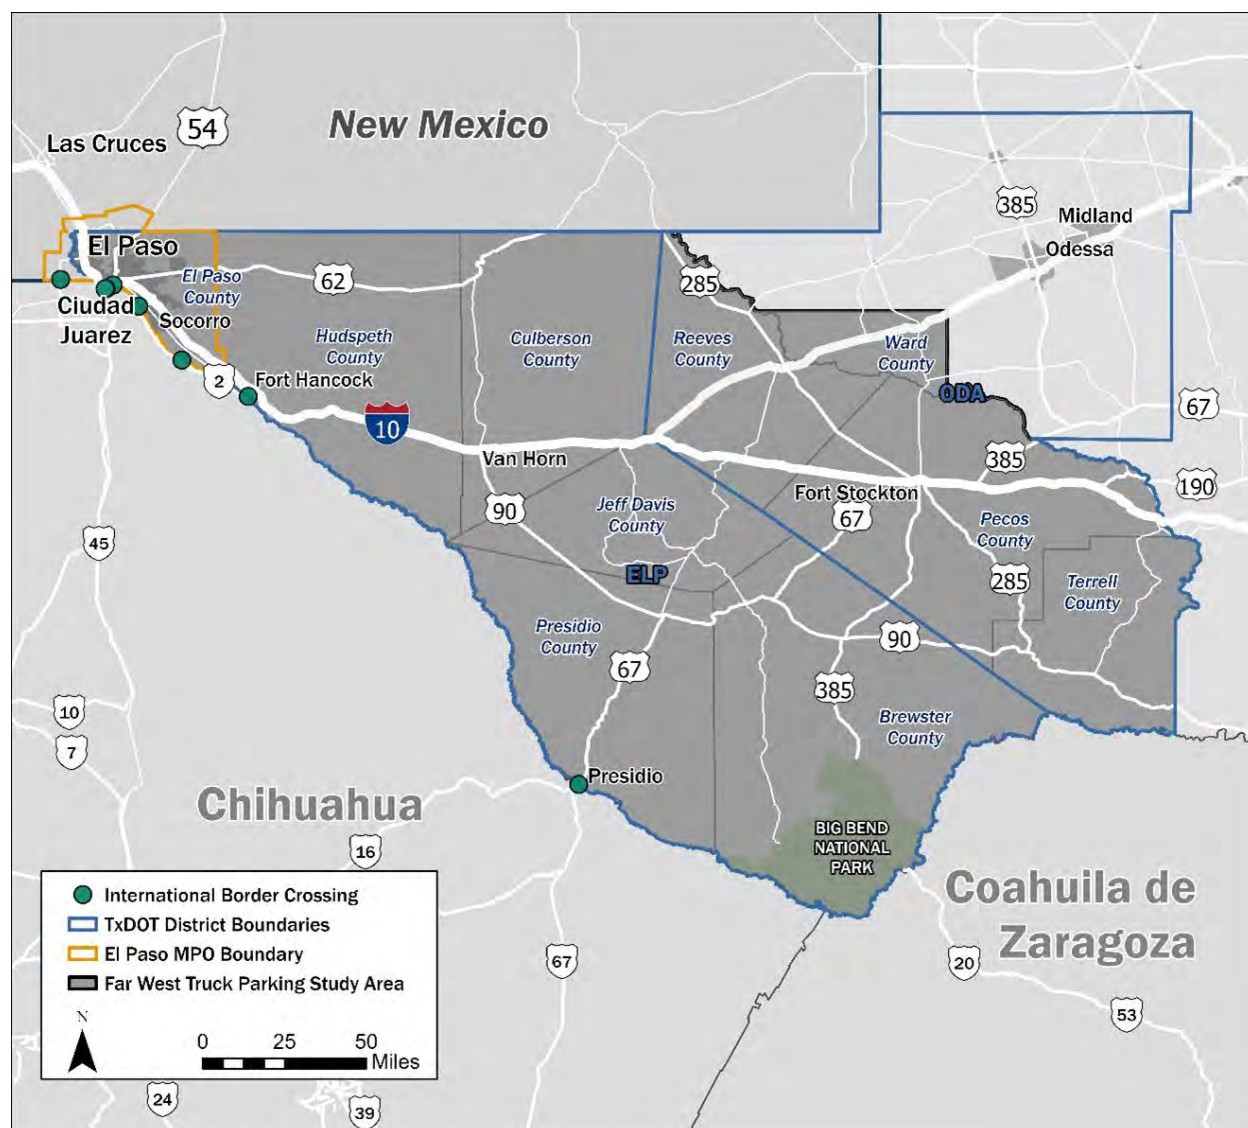 New Mexico
54
Las Cruces
385
Midland
Odessa
El Paso
El Paso
County
62
285
Ciudad
Juarez
Socorro
Hudspeth
County
Culberson
County
Reeves
County
Ward
County
2
Fort Hancock
ODA
67
10
Van Horn
385
190
Fort Stockton
90
Jeff Davis
County
67
Pecos
County
45
ELP
285
Terrell
County
Presidio
County
90
67
385
10
Brewster
County
7
Presidio
Chihuahua
BIG BEND
NATIONAL
PARK
16
Coahuila de
Zaragoza
International Border Crossing
TxDOT District Boundaries
El Paso MPO Boundary
Far West Truck Parking Study Area
67
20
53
N
0 25 50
Miles
24
39